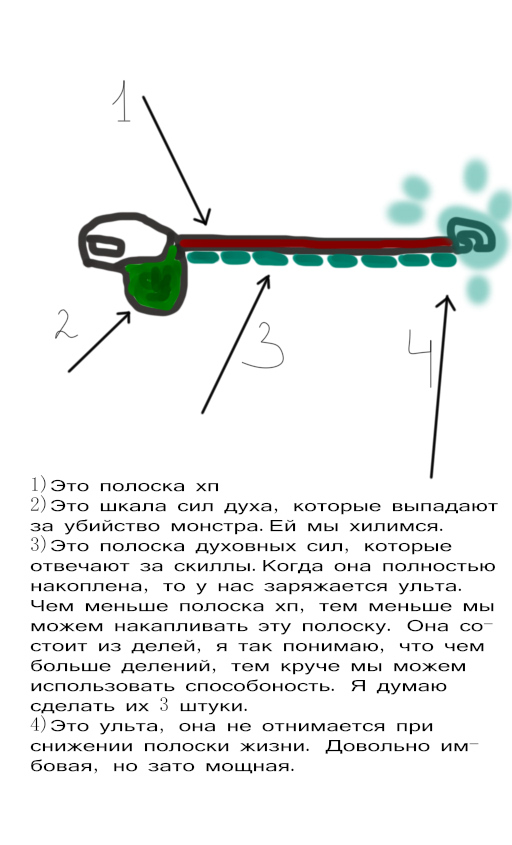 1
2
3
4
1) Это полоска хп
2) Это шкала сил духа, которые выпадают
за убийство монстра. Ей мы хилимся.
3) Это полоска духовных сил, которые
отвечают за скиллы. Когда она полностью
накоплена, то у нас заряжается ульта.
Чем меньше полоска хп, тем меньше мы
можем накапливать эту полоску. Она со-
стоит из делей, я так понимаю, что чем
больше делений, тем круче мы можем
использовать способоность. Я думаю
сделать их 3 штуки.
4) Это ульта, она не отнимается при
снижении полоски жизни. Довольно им-
бовая, но зато мощная.